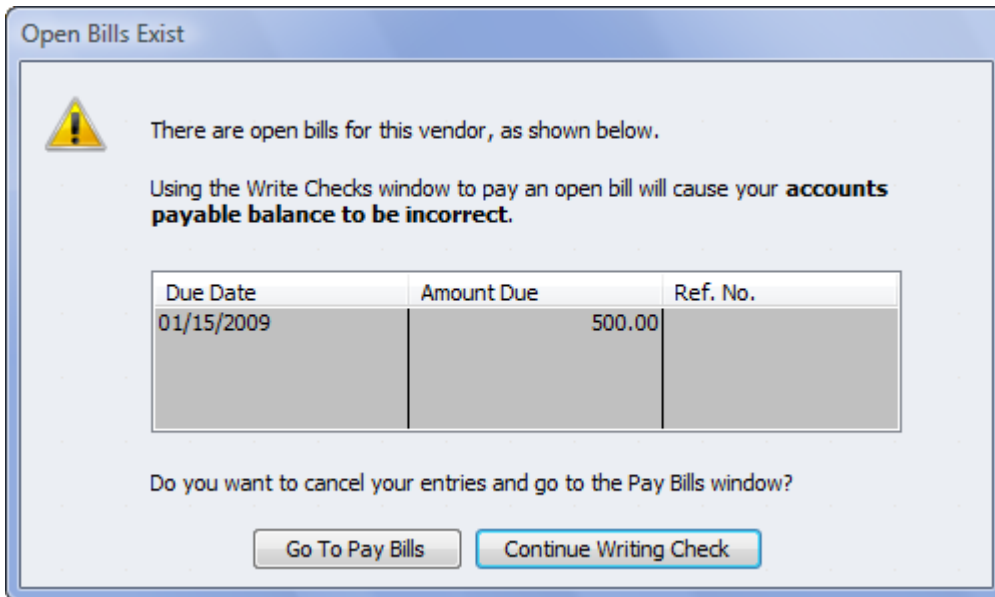 Open Bills Exist
There are open bills for this vendor, as shown below.
Using the Write Checks window to pay an open bill will cause your accounts
payable balance to be incorrect.
Due Date Amount Due Ref. No.
01/15/2009 500.00
Do you want to cancel your entries and go to the Pay Bills window?
Go To Pay Bills Continue Writing Check